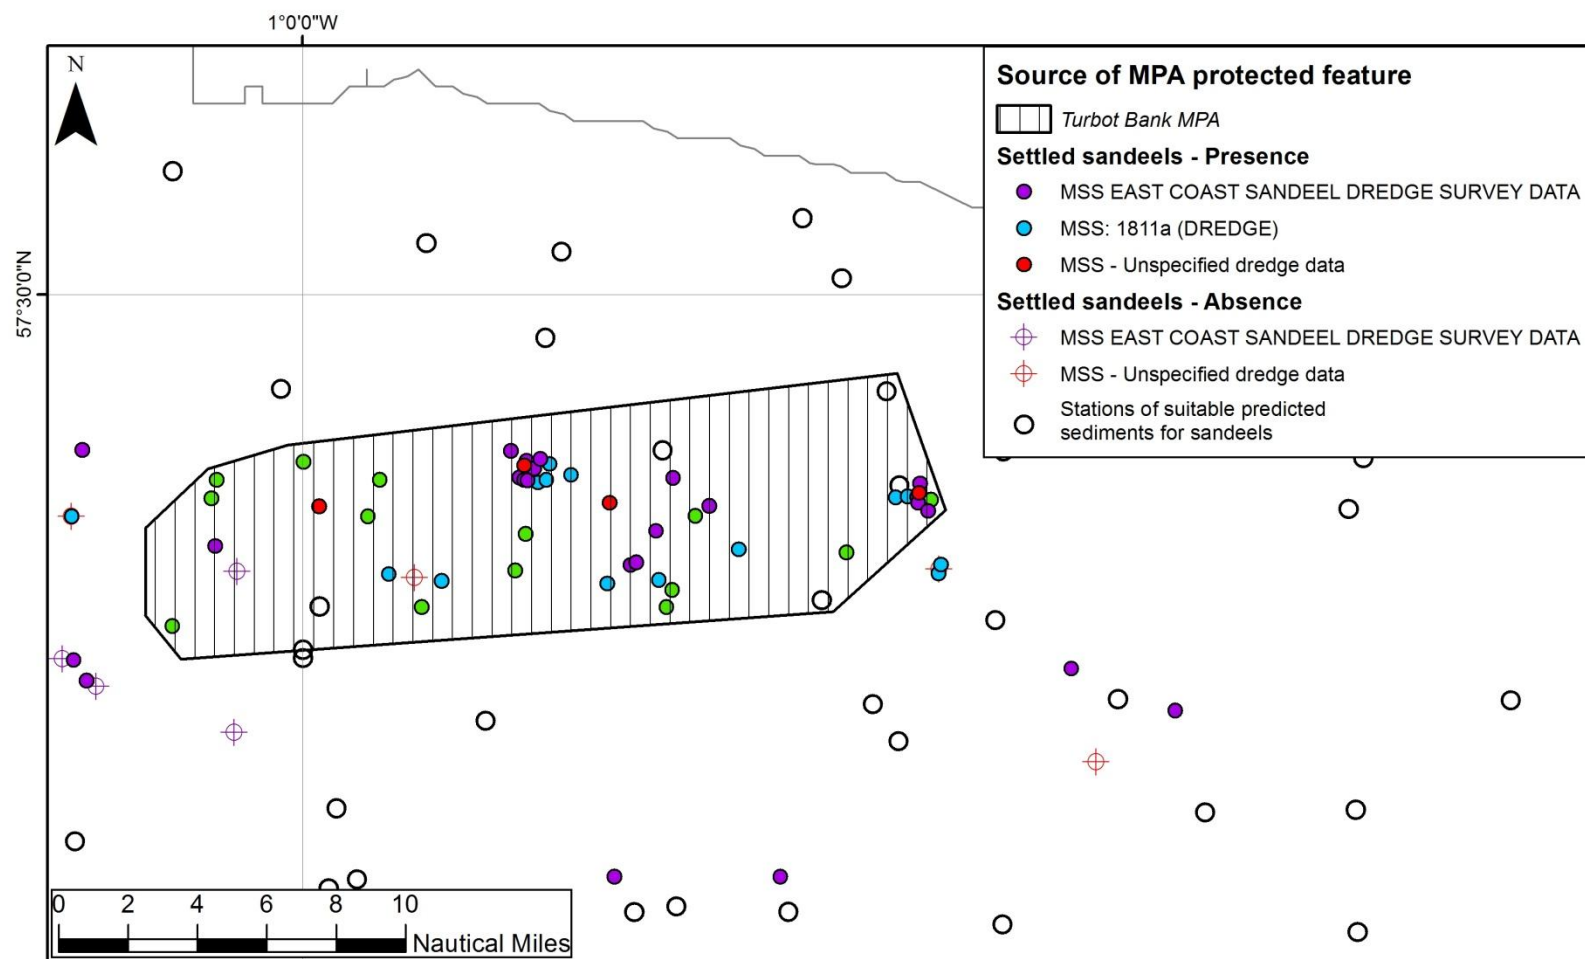 1°0'0"W
N
57°30'0"N
Source of MPA protected feature
Turbot Bank MPA
Settled sandeels - Presence
MSS EAST COAST SANDEEL DREDGE SURVEY DATA
MSS: 1811a (DREDGE)
MSS - Unspecified dredge data
Settled sandeels - Absence
MSS EAST COAST SANDEEL DREDGE SURVEY DATA
MSS - Unspecified dredge data
Stations of suitable predicted
sediments for sandeels
0 2 4 6 8 10
Nautical Miles